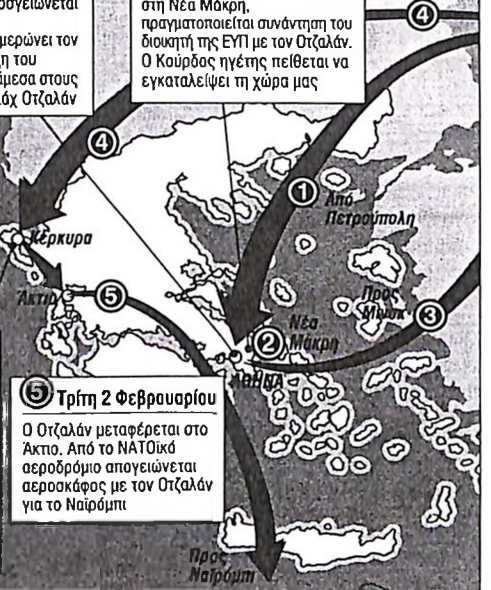 στη Νέα Μάκρη,
πραγματοποιείται συνάντηση του
διοικητή της ΕΥΠ με τον Οτζαλάν.
Ο Κούρδος ηγέτης πείθεται να
εγκαταλείψει τη χώρα μας
μερώνει τον
η του
άμεσα στους
Οτζαλάν
4
4
1
Από
Πετρούπολη
Κέρκυρα
Άκτιο
5
Προς
Μινσκ
3
Νέα
Μάκρη
2
ΑΘΗΝΑ
5 Τρίτη 2 Φεβρουαρίου
Ο Οτζαλάν μεταφέρεται στο
Άκτιο. Από το ΝΑΤΟϊκό
αεροδρόμιο απογειώνεται
αεροσκάφος με τον Οτζαλάν
για το Ναϊρόμπι
Προς
Ναϊρόμπι